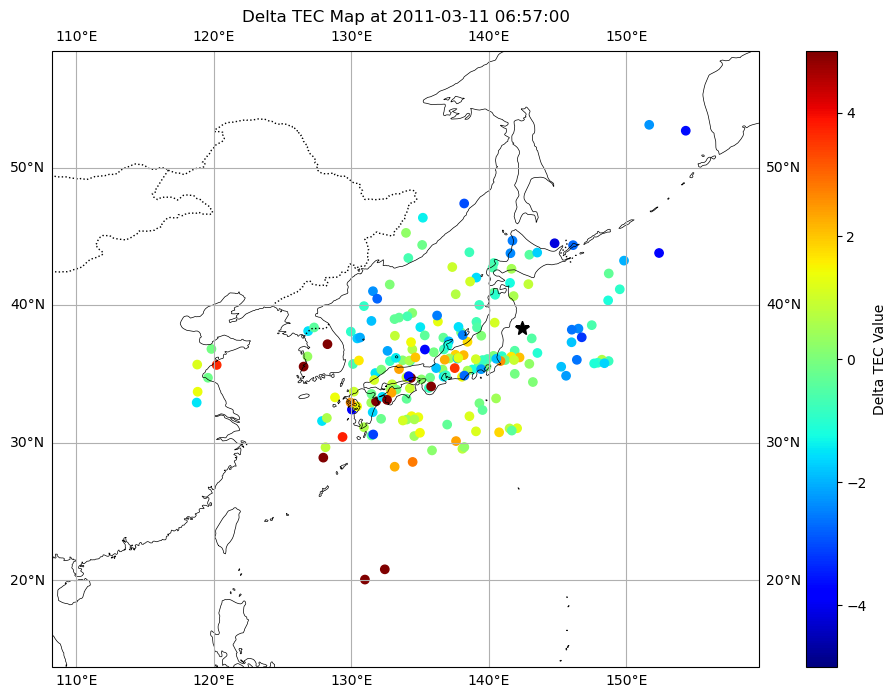 Delta TEC Map at 2011-03-11 06:57:00
110°E 120°E 130°E 140°E 150°E
50°N 50°N
40°N 40°N
30°N 30°N
20°N 20°N
110°E 120°E 130°E 140°E 150°E
4
2
0
−2
−4
Delta TEC Value